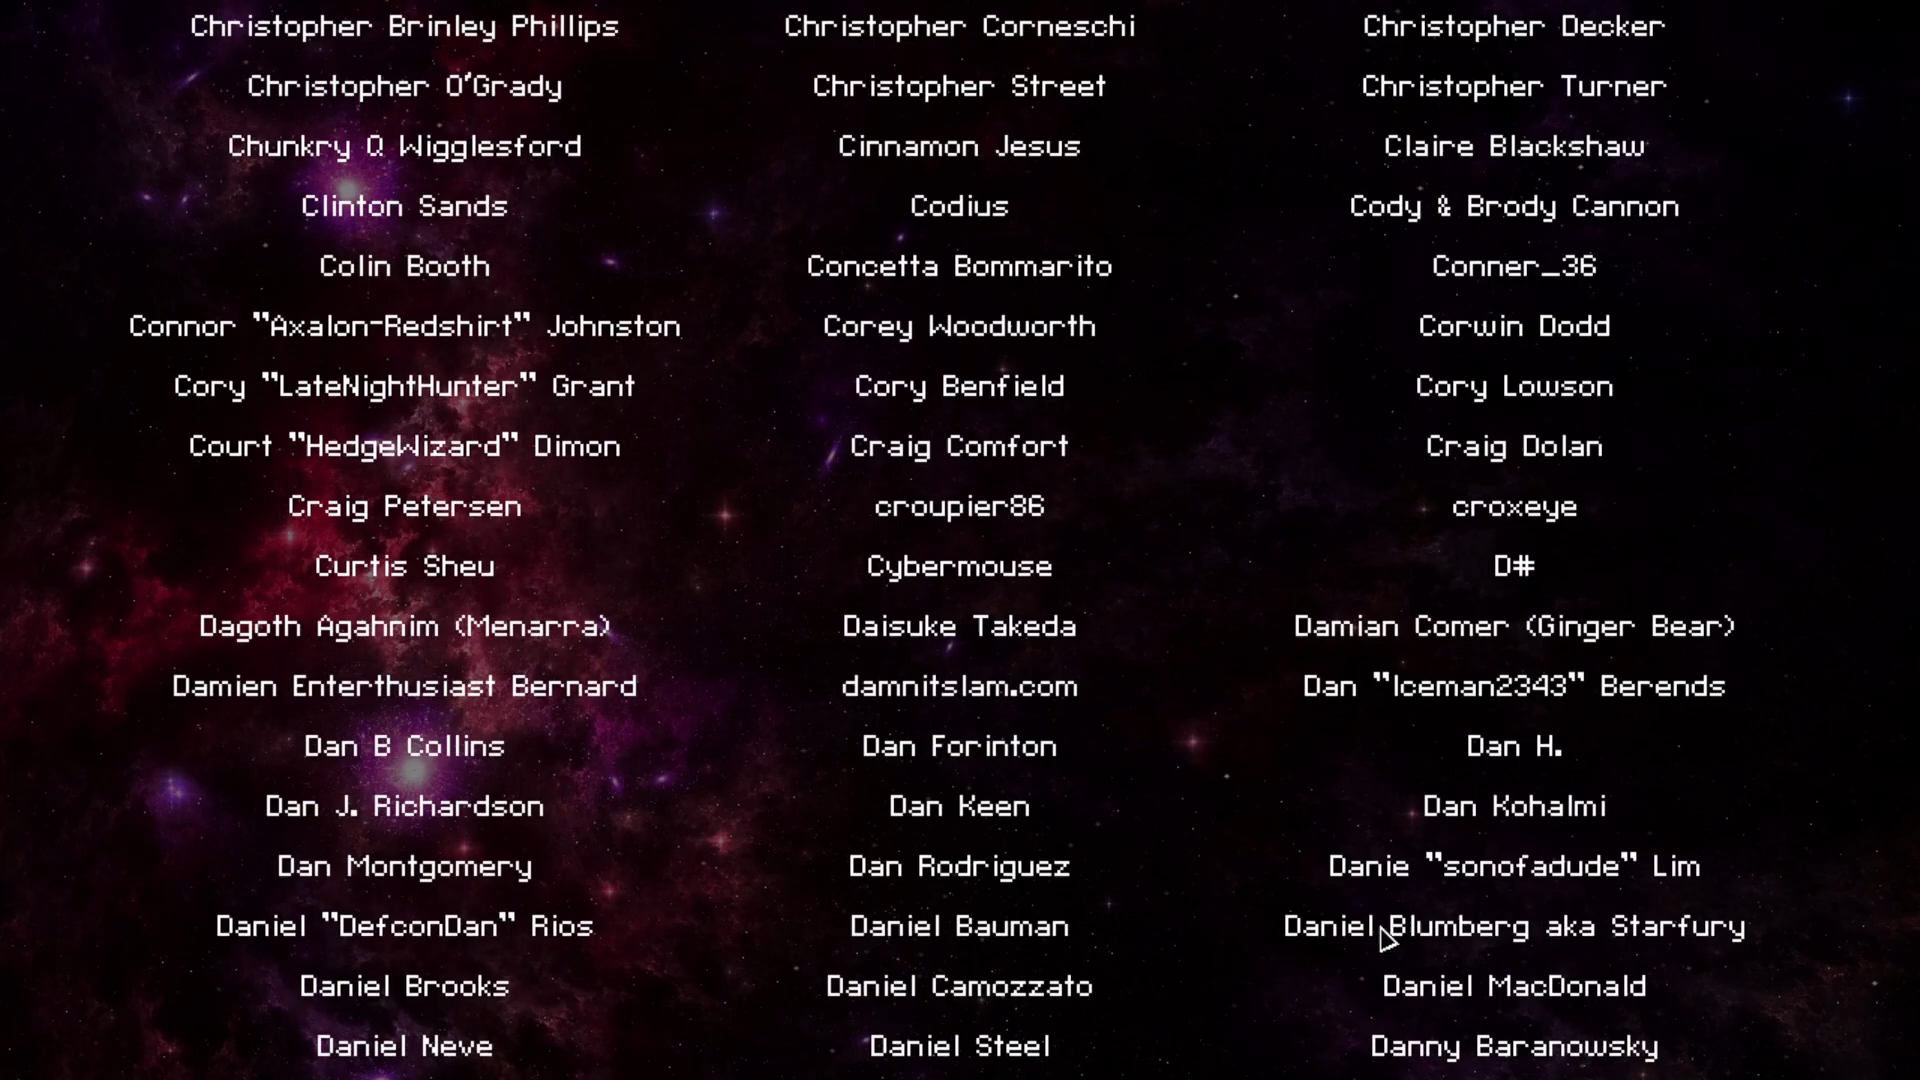 Christopher Brinley Phillips Christopher Corneschi Christopher Decker
Christopher O'Grady Christopher Street Christopher Turner
Chunkry Q Wigglesford Cinnamon Jesus Claire Blackshaw
Clinton Sands Codius Cody & Brody Cannon
Colin Booth Concetta Bommarito Conner_36
Connor "Axalon-Redshirt" Johnston Corey Woodworth Corwin Dodd
Cory "LateNightHunter" Grant Cory Benfield Cory Lowson
Court "HedgeWizard" Dimon Craig Comfort Craig Dolan
Craig Petersen croupier86 croxeye
Curtis Sheu Cybermouse D#
Dagoth Agahnim (Menarra) Daisuke Takeda Damian Comer (Ginger Bear)
Damien Enterthusiast Bernard damnitslam.com Dan "Iceman2343" Berends
Dan B Collins Dan Forinton Dan H.
Dan J. Richardson Dan Keen Dan Kohalmi
Dan Montgomery Dan Rodriguez Danie "sonofadude" Lim
Daniel "DefconDan" Rios Daniel Bauman Daniel Blumberg aka Starfury
Daniel Brooks Daniel Camozzato Daniel MacDonald
Daniel Neve Daniel Steel Danny Baranowsky